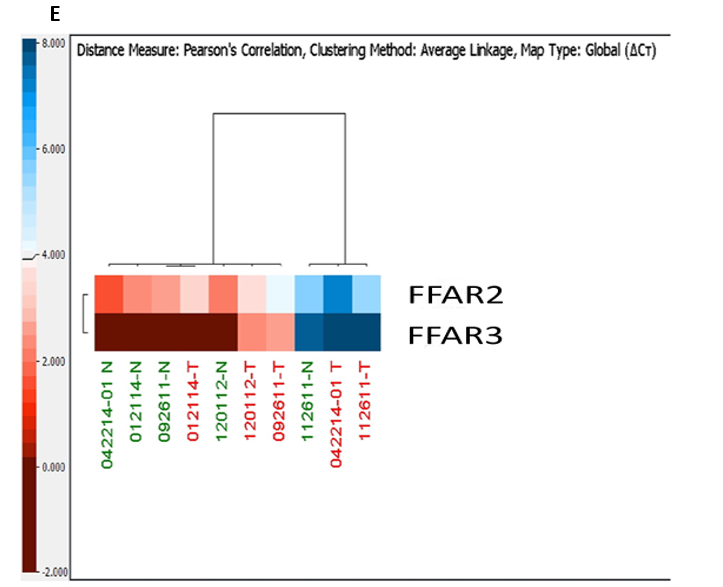 E
Distance Measure: Pearson's Correlation, Clustering Method: Average Linkage, Map Type: Global (ΔCт)
8.000
6.000
4.000
2.000
0.000
-2.000
FFAR2
FFAR3
042214-01 N
012114-N
092611-N
012114-T
120112-N
120112-T
092611-T
112611-N
042214-01 T
112611-T